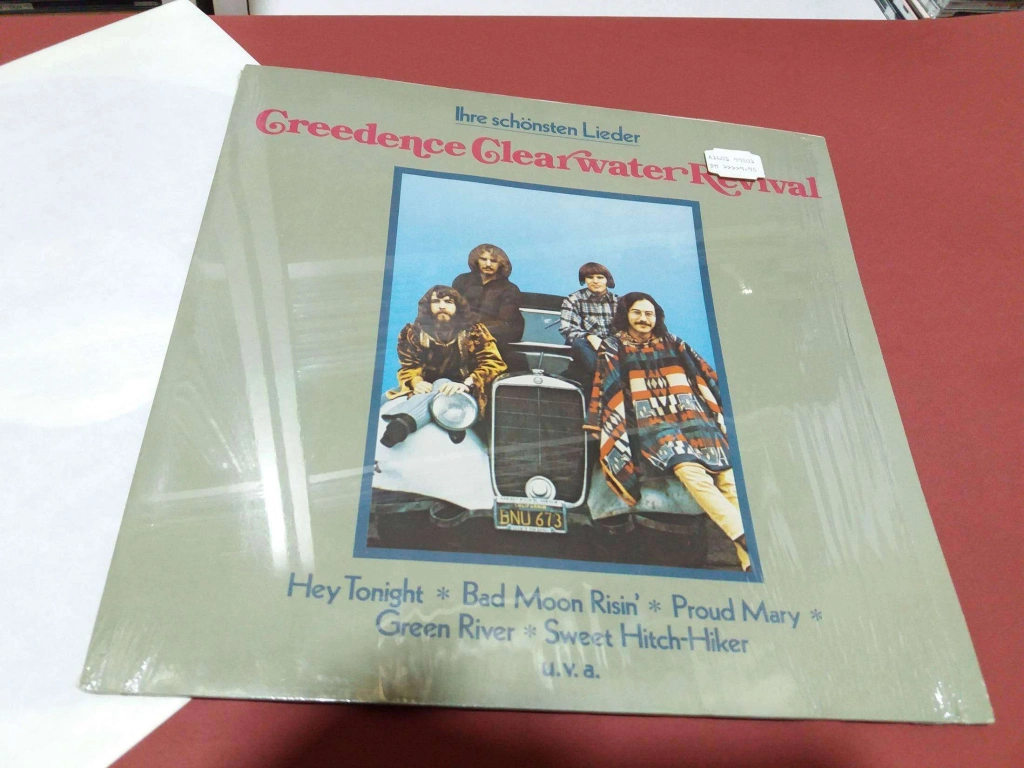 Ihre schönsten Lieder
Creedence Clearwater Revival
BNU 673
Hey Tonight * Bad Moon Risin' * Proud Mary *
Green River * Sweet Hitch-Hiker
u.v.a.